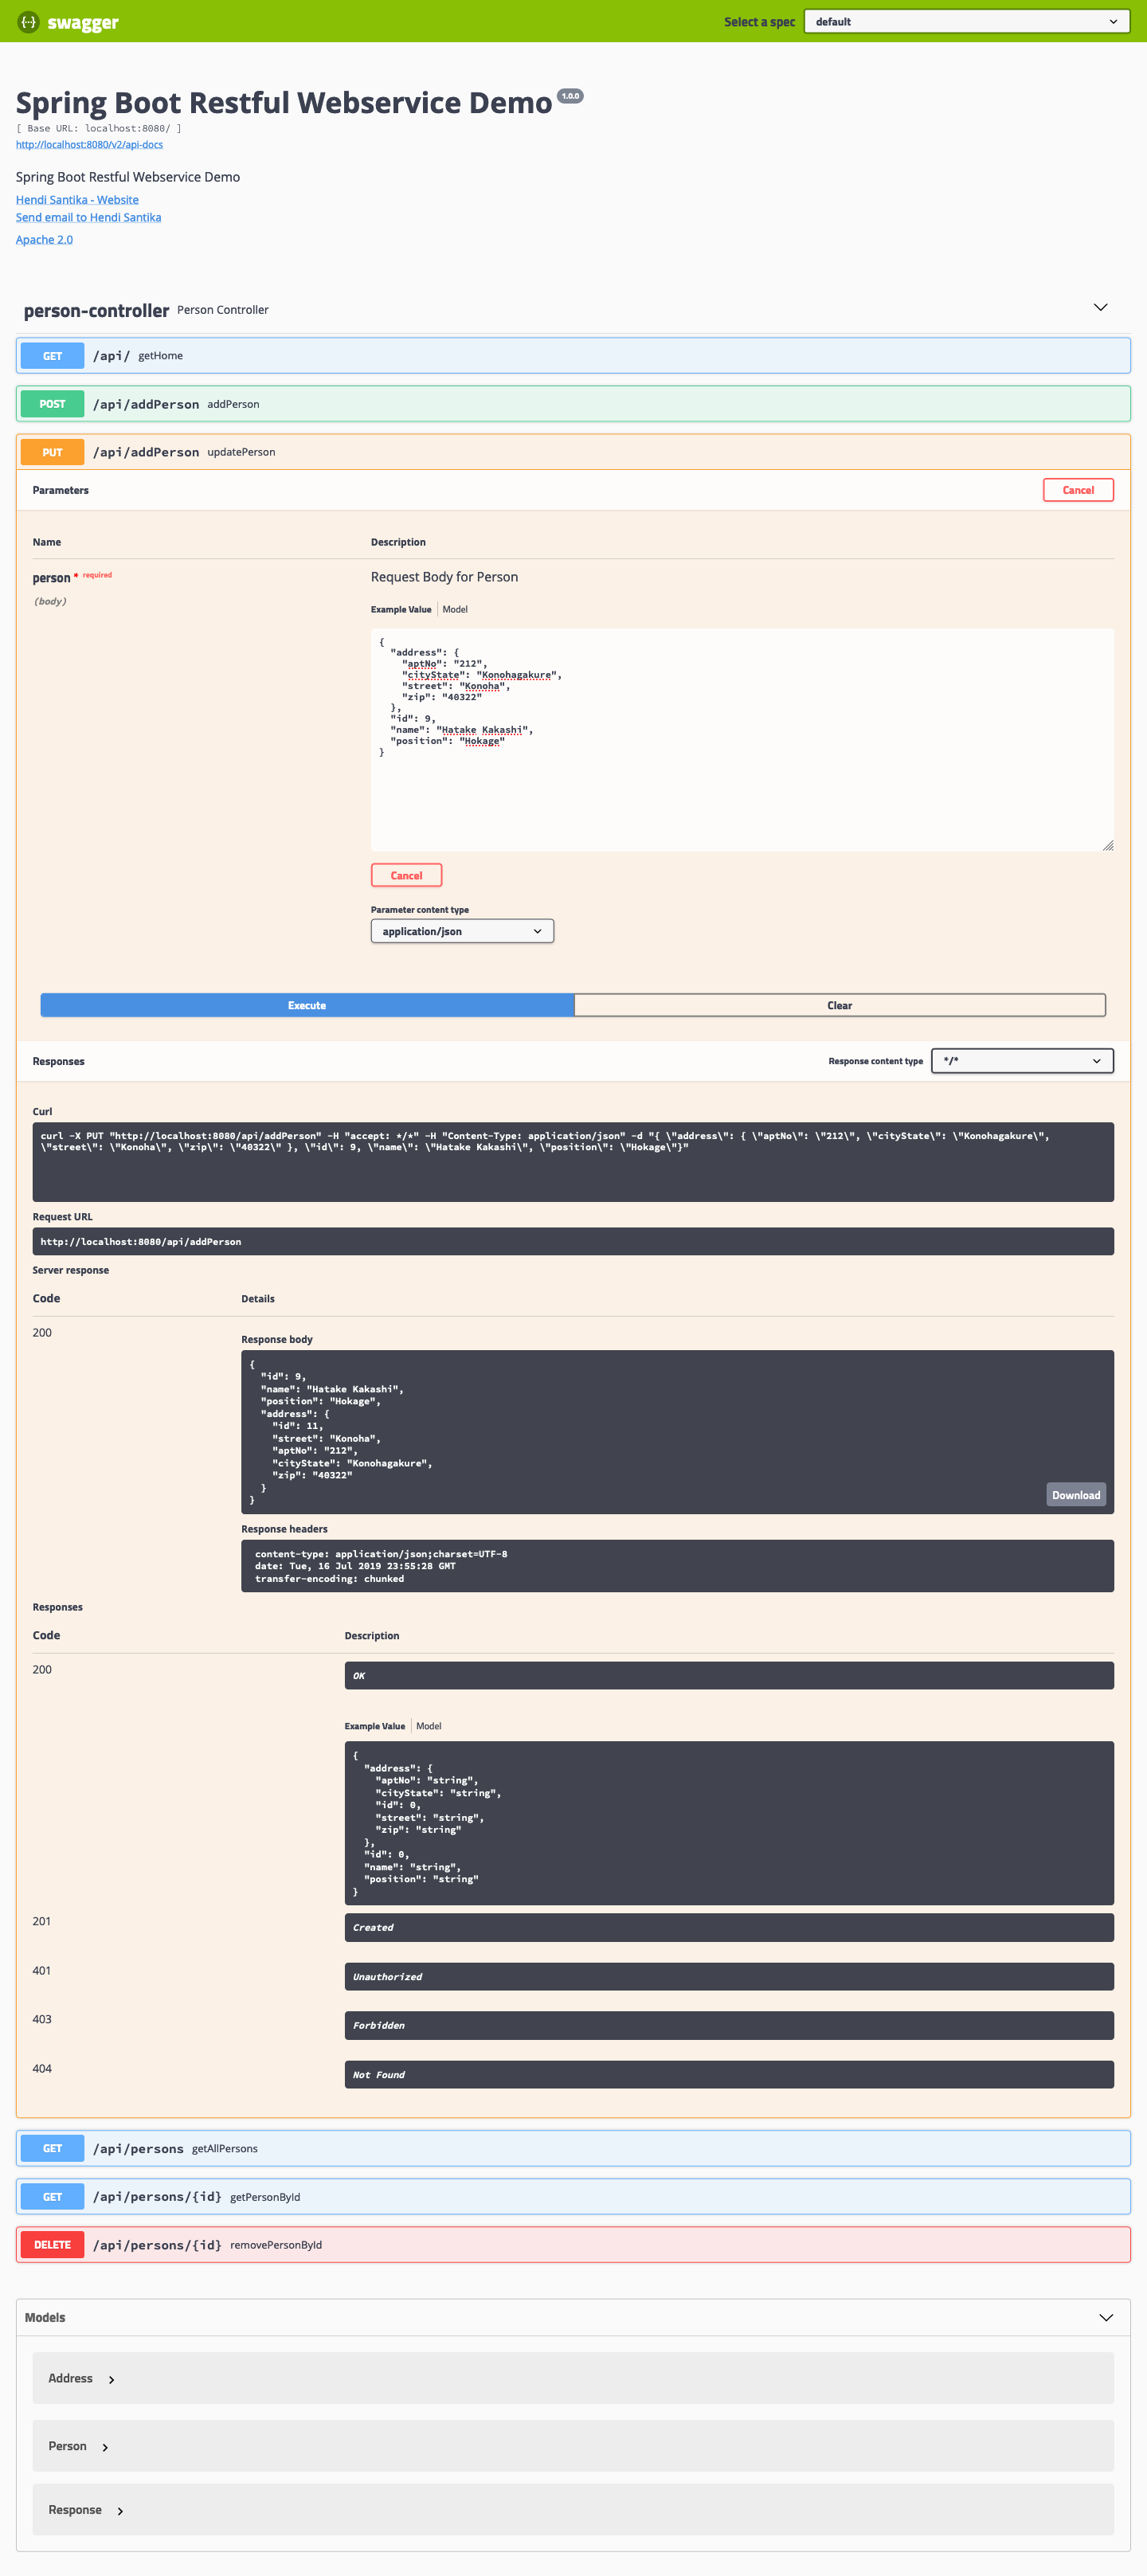 swagger
Select a spec
default
Spring Boot Restful Webservice Demo 1.0.0
[ Base URL: localhost:8080/ ]
http://localhost:8080/v2/api-docs
Spring Boot Restful Webservice Demo
Hendi Santika - Website
Send email to Hendi Santika
Apache 2.0
person-controller Person Controller
GET /api/ getHome
POST /api/addPerson addPerson
PUT /api/addPerson updatePerson
Parameters
Cancel
Name Description
person * required
(body)
Request Body for Person
Example Value Model
{
"address": {
"aptNo": "212",
"cityState": "Konohagakure",
"street": "Konoha",
"zip": "40322"
},
"id": 9,
"name": "Hatake Kakashi",
"position": "Hokage"
}
Cancel
Parameter content type
application/json
Execute Clear
Responses
Response content type */*
Curl
curl -X PUT "http://localhost:8080/api/addPerson" -H "accept: */*" -H "Content-Type: application/json" -d "{ \"address\": { \"aptNo\": \"212\", \"cityState\": \"Konohagakure\",
\"street\": \"Konoha\", \"zip\": \"40322\" }, \"id\": 9, \"name\": \"Hatake Kakashi\", \"position\": \"Hokage\"}"
Request URL
http://localhost:8080/api/addPerson
Server response
Code Details
200
Response body
{
"id": 9,
"name": "Hatake Kakashi",
"position": "Hokage",
"address": {
"id": 11,
"street": "Konoha",
"aptNo": "212",
"cityState": "Konohagakure",
"zip": "40322"
}
}
Download
Response headers
content-type: application/json;charset=UTF-8
date: Tue, 16 Jul 2019 23:55:28 GMT
transfer-encoding: chunked
Responses
Code Description
200 OK
Example Value Model
{
"address": {
"aptNo": "string",
"cityState": "string",
"id": 0,
"street": "string",
"zip": "string"
},
"id": 0,
"name": "string",
"position": "string"
}
201 Created
401 Unauthorized
403 Forbidden
404 Not Found
GET /api/persons getAllPersons
GET /api/persons/{id} getPersonById
DELETE /api/persons/{id} removePersonById
Models
Address
Person
Response